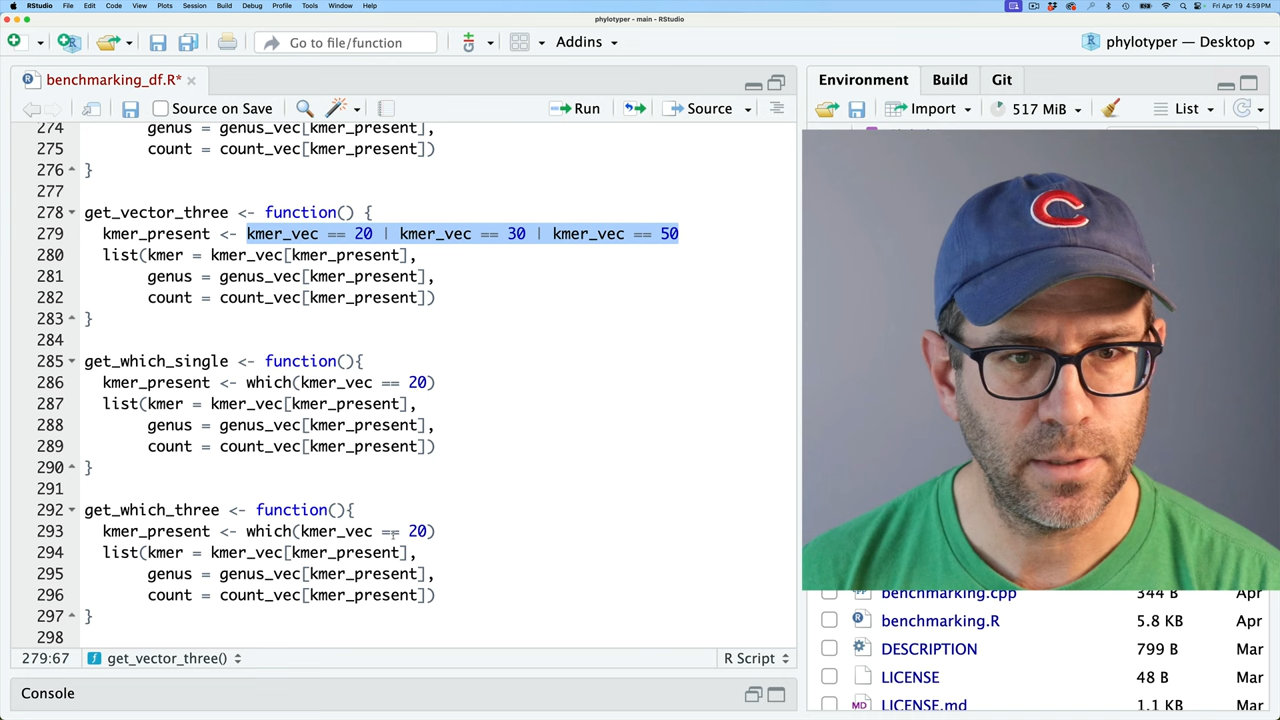 RStudio File Edit Code View Plots Session Build Debug Profile Tools Window Help Fri Apr 19 4:59 PM
phylotyper - main - RStudio
Go to file/function Addins phylotyper — Desktop
benchmarking_df.R* Environment Build Git
Source on Save Run Source Import 517 MiB List
274 genus = genus_vec[kmer_present],
275 count = count_vec[kmer_present])
276 }
277
278 get_vector_three <- function() {
279 kmer_present <- kmer_vec == 20 | kmer_vec == 30 | kmer_vec == 50
280 list(kmer = kmer_vec[kmer_present],
281 genus = genus_vec[kmer_present],
282 count = count_vec[kmer_present])
283 }
284
285 get_which_single <- function(){
286 kmer_present <- which(kmer_vec == 20)
287 list(kmer = kmer_vec[kmer_present],
288 genus = genus_vec[kmer_present],
289 count = count_vec[kmer_present])
290 }
291
292 get_which_three <- function(){
293 kmer_present <- which(kmer_vec == 20)
294 list(kmer = kmer_vec[kmer_present],
295 genus = genus_vec[kmer_present],
296 count = count_vec[kmer_present])
297 }
298
279:67 get_vector_three() R Script
Console
C
benchmarking.cpp 344 B Apr
benchmarking.R 5.8 KB Apr
DESCRIPTION 799 B Mar
LICENSE 48 B Mar
LICENSE.md 1.1 KB Mar